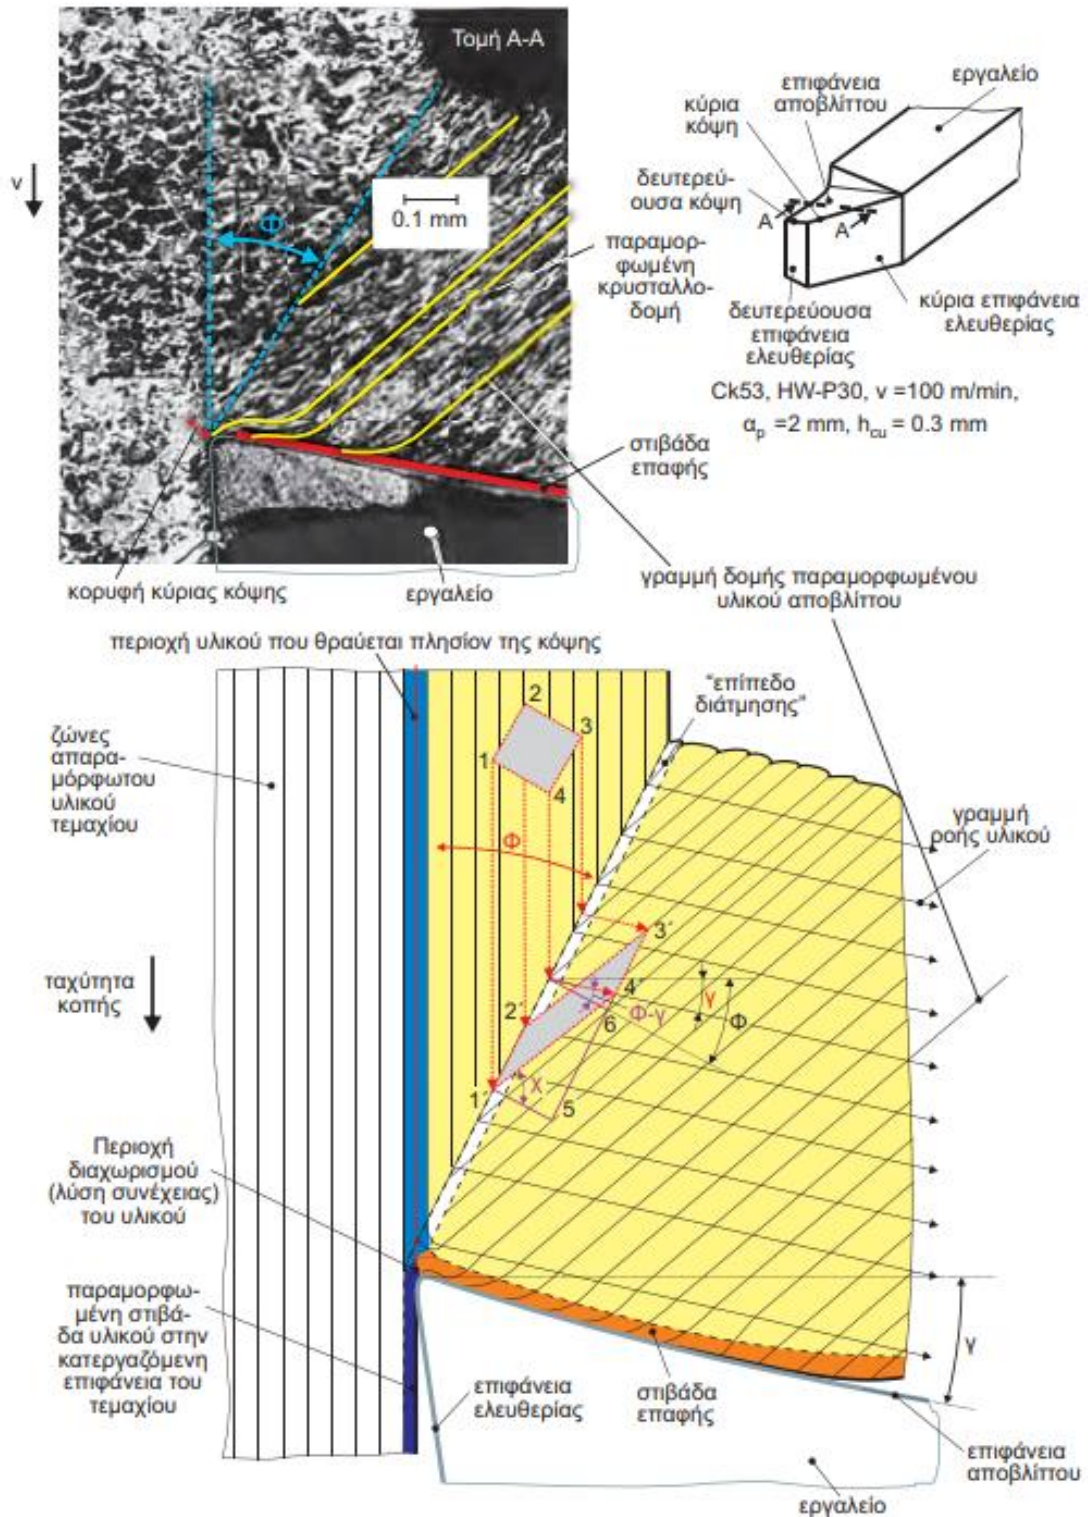 Τομή A-A
v
Φ
0.1 mm
κύρια
κόψη
επιφάνεια
αποβλίττου
εργαλείο
δευτερεύ-
ουσα κόψη
A
A
παραμορ-
φωμένη
κρυσταλλο-
δομή
δευτερεύουσα
επιφάνεια
ελευθερίας
κύρια επιφάνεια
ελευθερίας
Ck53, HW-P30, v =100 m/min,
α_p =2 mm, h_cu = 0.3 mm
στιβάδα
επαφής
κορυφή κύριας κόψης
εργαλείο
γραμμή δομής παραμορφωμένου
υλικού αποβλίττου
περιοχή υλικού που θραύεται πλησίον της κόψης
"επίπεδο
διάτμησης"
ζώνες
απαρα-
μόρφωτου
υλικού
τεμαχίου
2
3
1
4
Φ
γραμμή
ροής υλικού
ταχύτητα
κοπής
3´
4´
γ
Φ-γ
Φ
2´
6
χ
1´
5
Περιοχή
διαχωρισμού
(λύση συνέχειας)
του υλικού
παραμορφω-
μένη στιβά-
δα υλικού στην
κατεργαζόμενη
επιφάνεια του
τεμαχίου
γ
επιφάνεια
ελευθερίας
στιβάδα
επαφής
επιφάνεια
αποβλίττου
εργαλείο